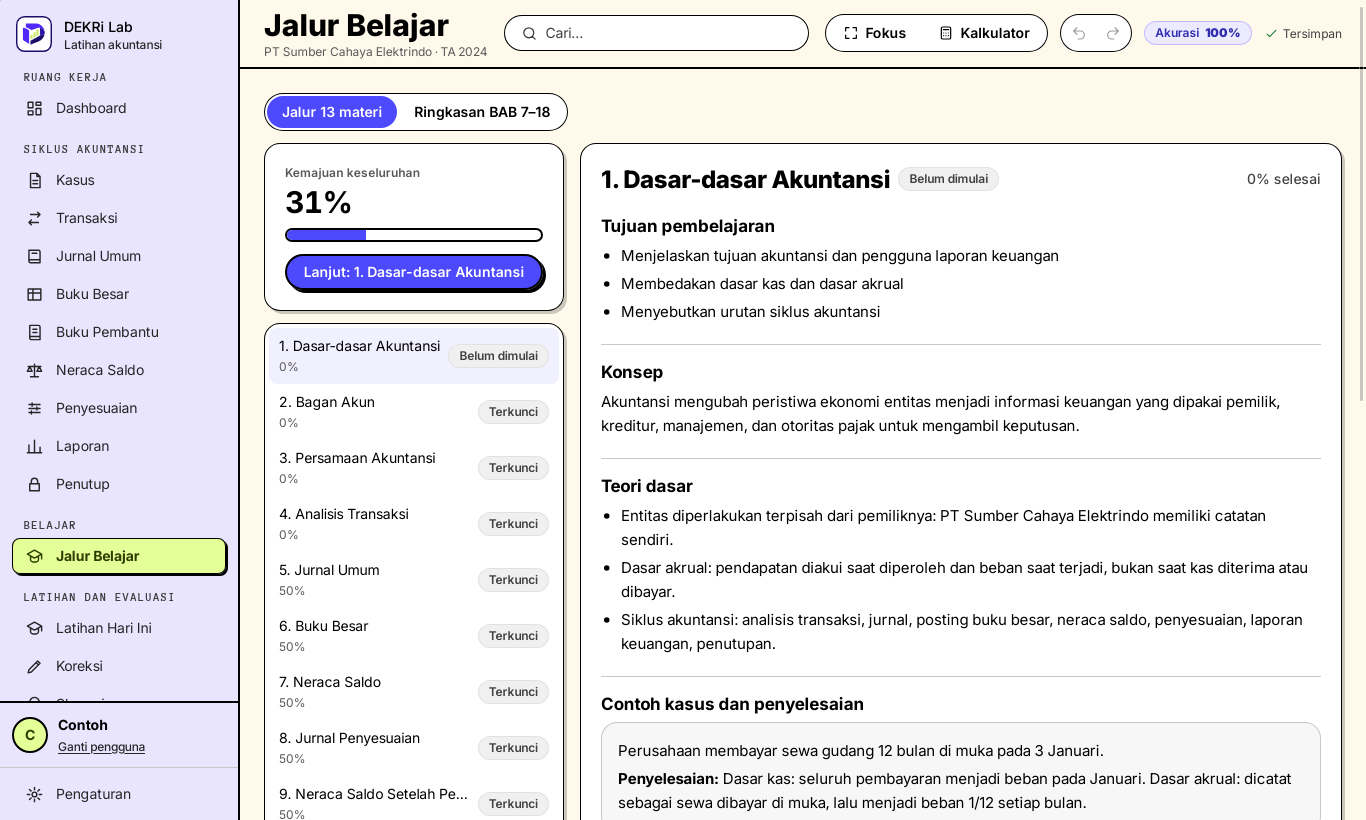 DEKRi Lab
Latihan akuntansi
RUANG KERJA
Dashboard
SIKLUS AKUNTANSI
Kasus
Transaksi
Jurnal Umum
Buku Besar
Buku Pembantu
Neraca Saldo
Penyesuaian
Laporan
Penutup
BELAJAR
Jalur Belajar
LATIHAN DAN EVALUASI
Latihan Hari Ini
Koreksi
C
Contoh
Ganti pengguna
Pengaturan
Jalur Belajar
PT Sumber Cahaya Elektrindo · TA 2024
Cari...
Fokus
Kalkulator
Akurasi 100%
Tersimpan
Jalur 13 materi
Ringkasan BAB 7–18
Kemajuan keseluruhan
31%
Lanjut: 1. Dasar-dasar Akuntansi
1. Dasar-dasar Akuntansi
0%
Belum dimulai
2. Bagan Akun
0%
Terkunci
3. Persamaan Akuntansi
0%
Terkunci
4. Analisis Transaksi
0%
Terkunci
5. Jurnal Umum
50%
Terkunci
6. Buku Besar
50%
Terkunci
7. Neraca Saldo
50%
Terkunci
8. Jurnal Penyesuaian
50%
Terkunci
9. Neraca Saldo Setelah Pe...
50%
Terkunci
1. Dasar-dasar Akuntansi
Belum dimulai
0% selesai
Tujuan pembelajaran
• Menjelaskan tujuan akuntansi dan pengguna laporan keuangan
• Membedakan dasar kas dan dasar akrual
• Menyebutkan urutan siklus akuntansi
Konsep
Akuntansi mengubah peristiwa ekonomi entitas menjadi informasi keuangan yang dipakai pemilik,
kreditur, manajemen, dan otoritas pajak untuk mengambil keputusan.
Teori dasar
• Entitas diperlakukan terpisah dari pemiliknya: PT Sumber Cahaya Elektrindo memiliki catatan
sendiri.
• Dasar akrual: pendapatan diakui saat diperoleh dan beban saat terjadi, bukan saat kas diterima atau
dibayar.
• Siklus akuntansi: analisis transaksi, jurnal, posting buku besar, neraca saldo, penyesuaian, laporan
keuangan, penutupan.
Contoh kasus dan penyelesaian
Perusahaan membayar sewa gudang 12 bulan di muka pada 3 Januari.
Penyelesaian: Dasar kas: seluruh pembayaran menjadi beban pada Januari. Dasar akrual: dicatat
sebagai sewa dibayar di muka, lalu menjadi beban 1/12 setiap bulan.